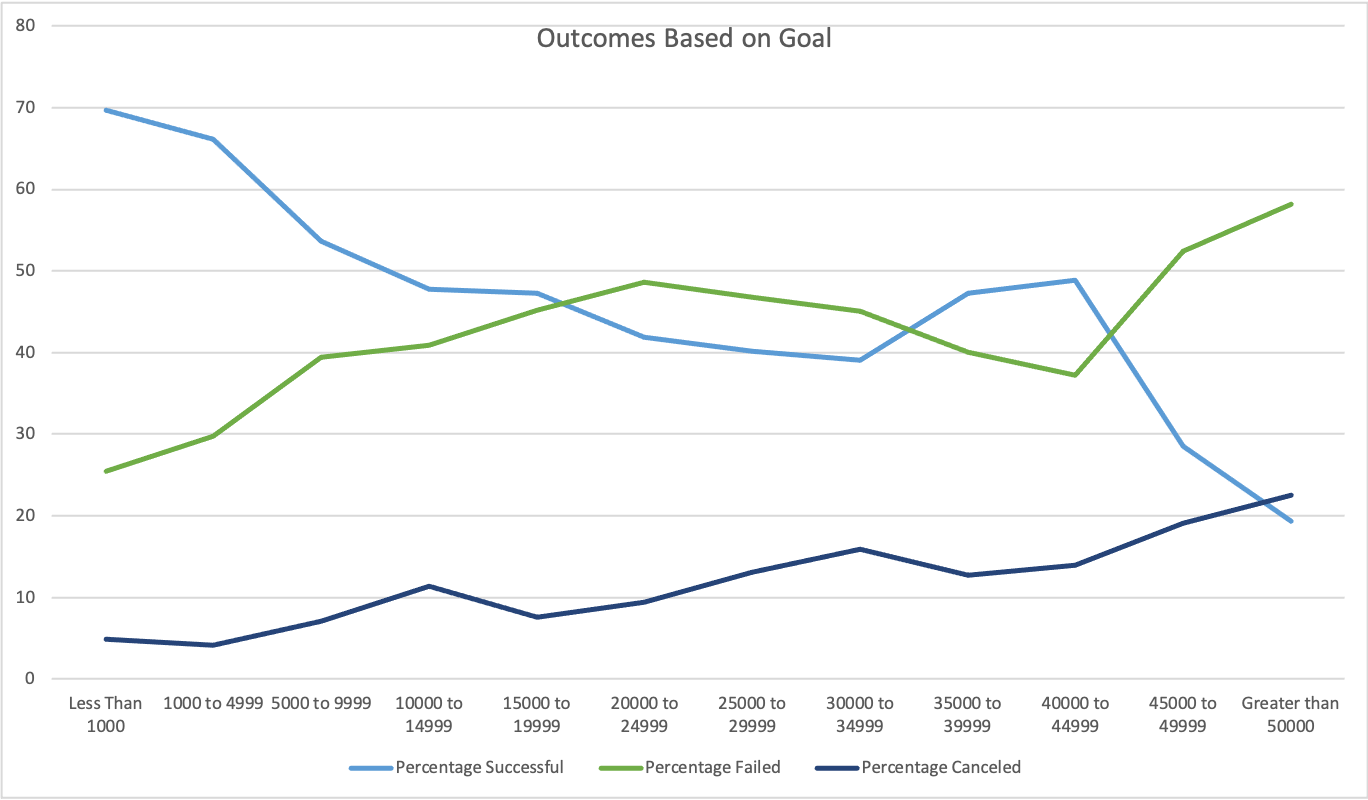 Outcomes Based on Goal
80
70
60
50
40
30
20
10
0
Less Than 1000 to 4999 5000 to 9999 10000 to 15000 to 20000 to 25000 to 30000 to 35000 to 40000 to 45000 to Greater than
1000 14999 19999 24999 29999 34999 39999 44999 49999 50000
Percentage Successful Percentage Failed Percentage Canceled